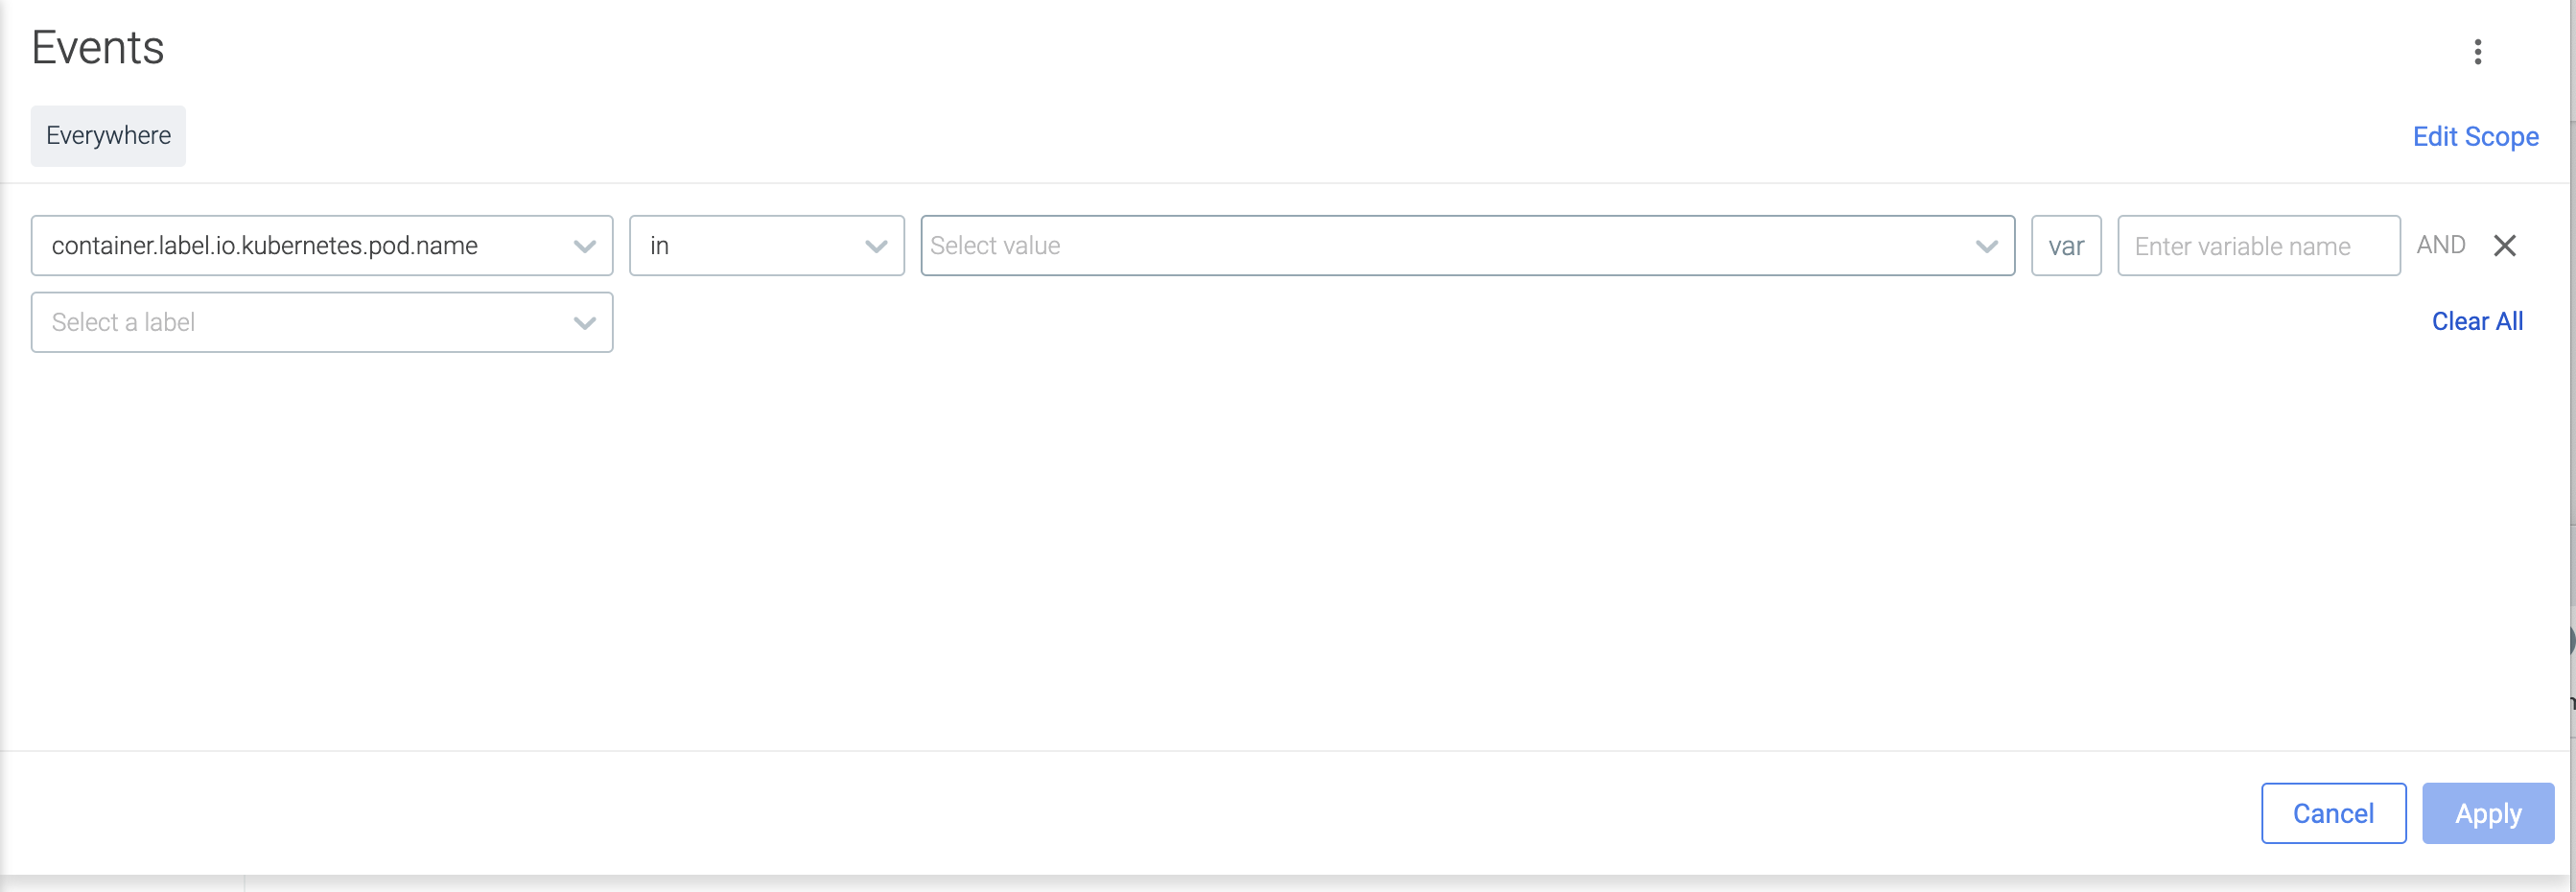 Events
Everywhere
Edit Scope
container.label.io.kubernetes.pod.name in Select value var Enter variable name AND
Select a label
Clear All
Cancel Apply